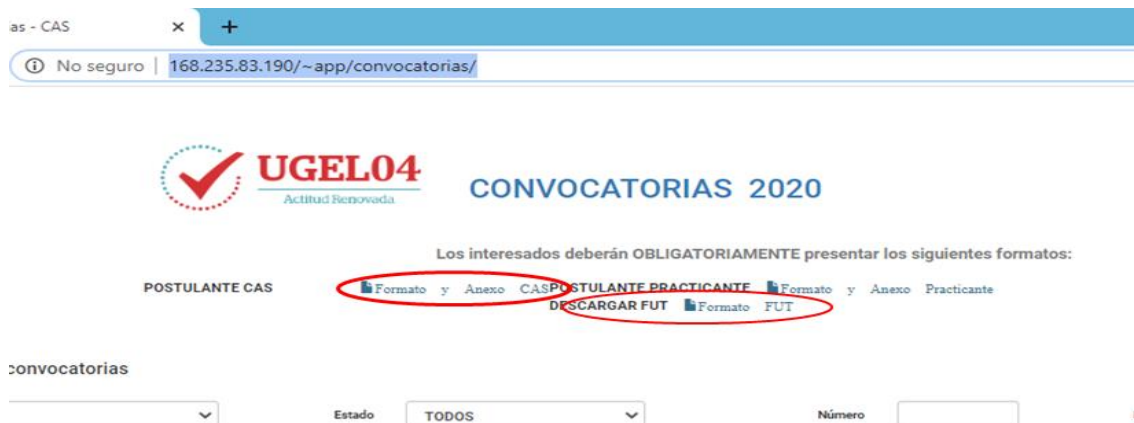 as - CAS
No seguro | 168.235.83.190/~app/convocatorias/
UGEL04
Actitud Renovada
CONVOCATORIAS 2020
Los interesados deberán OBLIGATORIAMENTE presentar los siguientes formatos:
POSTULANTE CAS Formato y Anexo CAS POSTULANTE PRACTICANTE Formato y Anexo Practicante
DESCARGAR FUT Formato FUT
convocatorias
Estado TODOS Número